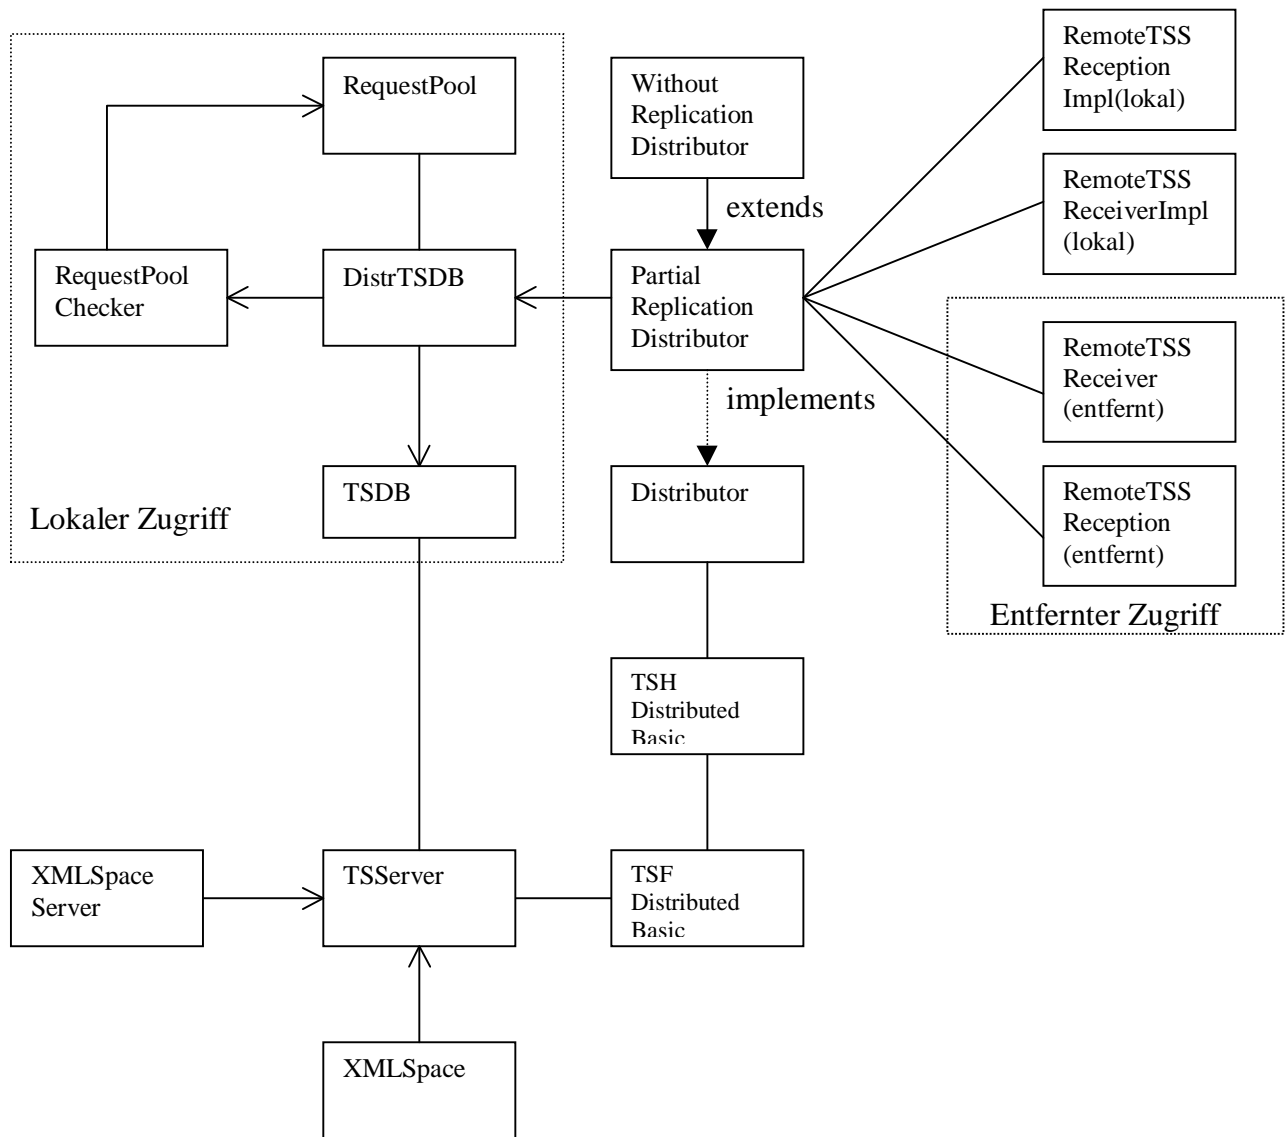 RequestPool
RequestPool
Checker
DistrTSDB
TSDB
Lokaler Zugriff
Without
Replication
Distributor
extends
Partial
Replication
Distributor
implements
Distributor
RemoteTSS
Reception
Impl(lokal)
RemoteTSS
ReceiverImpl
(lokal)
RemoteTSS
Receiver
(entfernt)
RemoteTSS
Reception
(entfernt)
Entfernter Zugriff
TSH
Distributed
Basic
XMLSpace
Server
TSServer
TSF
Distributed
Basic
XMLSpace